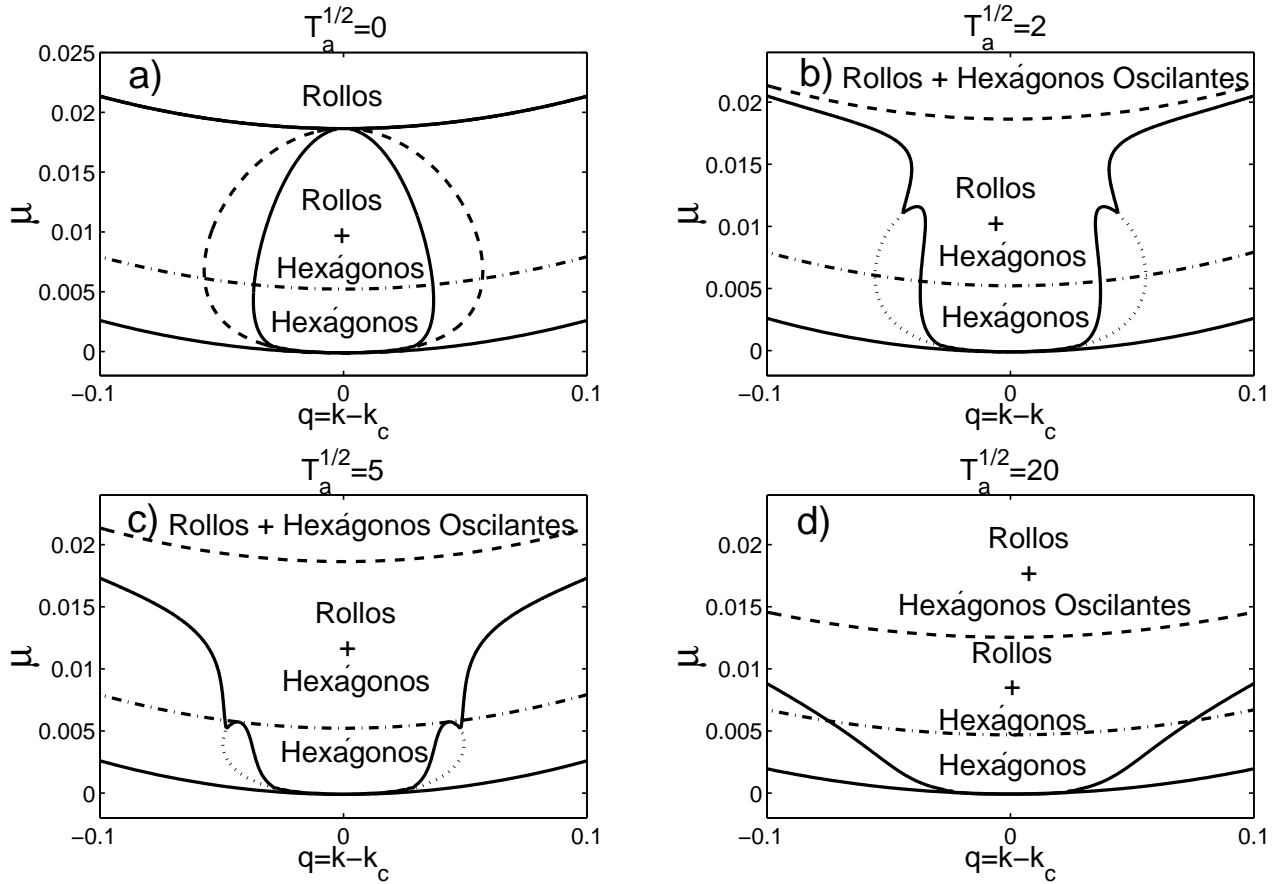 T_a^{1/2}=0
a)
Rollos
Rollos
+
Hexágonos
Hexágonos
μ
0.025
0.02
0.015
0.01
0.005
0
−0.1
0
0.1
q=k−k_c
T_a^{1/2}=2
b)
Rollos + Hexágonos Oscilantes
Rollos
+
Hexágonos
Hexágonos
μ
0.02
0.015
0.01
0.005
0
−0.1
0
0.1
q=k−k_c
T_a^{1/2}=5
c)
Rollos + Hexágonos Oscilantes
Rollos
+
Hexágonos
Hexágonos
μ
0.02
0.015
0.01
0.005
0
−0.1
0
0.1
q=k−k_c
T_a^{1/2}=20
d)
Rollos
+
Hexágonos Oscilantes
Rollos
+
Hexágonos
Hexágonos
μ
0.02
0.015
0.01
0.005
0
−0.1
0
0.1
q=k−k_c